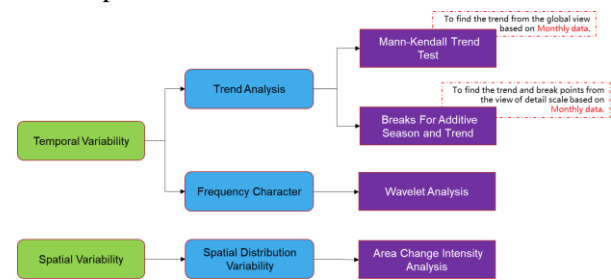 To find the trend from the global view
based on Monthly data.
Mann-Kendall Trend
Test
Trend Analysis
To find the trend and break points from
the view of detail scale based on
Monthly data.
Breaks For Additive
Season and Trend
Temporal Variability
Frequency Character
Wavelet Analysis
Spatial Variability
Spatial Distribution
Variability
Area Change Intensity
Analysis